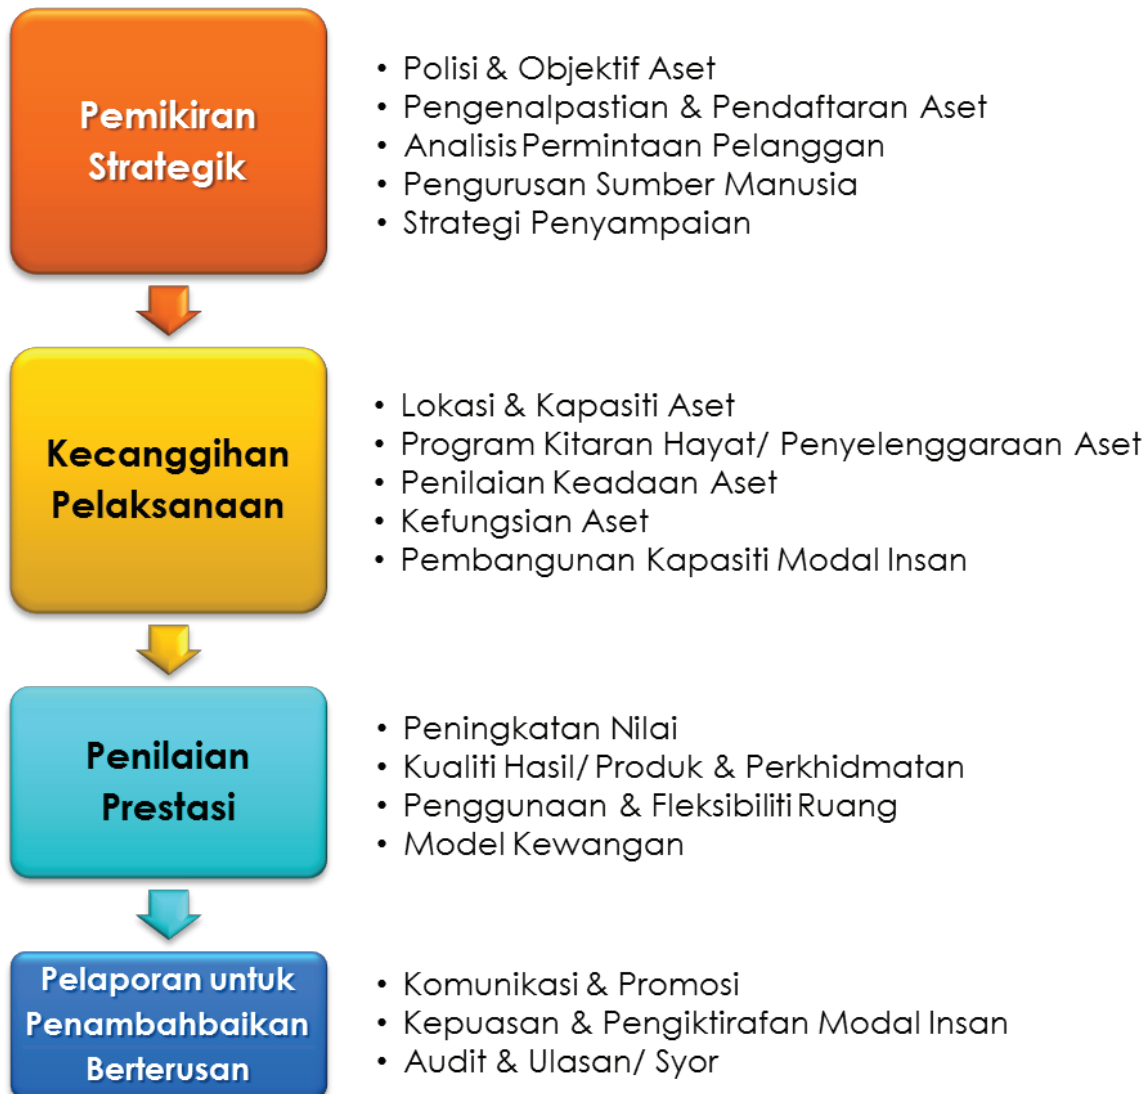 Pemikiran
Strategik
• Polisi & Objektif Aset
• Pengenalpastian & Pendaftaran Aset
• Analisis Permintaan Pelanggan
• Pengurusan Sumber Manusia
• Strategi Penyampaian
Kecanggihan
Pelaksanaan
• Lokasi & Kapasiti Aset
• Program Kitaran Hayat/ Penyelenggaraan Aset
• Penilaian Keadaan Aset
• Kefungsian Aset
• Pembangunan Kapasiti Modal Insan
Penilaian
Prestasi
• Peningkatan Nilai
• Kualiti Hasil/ Produk & Perkhidmatan
• Penggunaan & Fleksibiliti Ruang
• Model Kewangan
Pelaporan untuk
Penambahbaikan
Berterusan
• Komunikasi & Promosi
• Kepuasan & Pengiktirafan Modal Insan
• Audit & Ulasan/ Syor